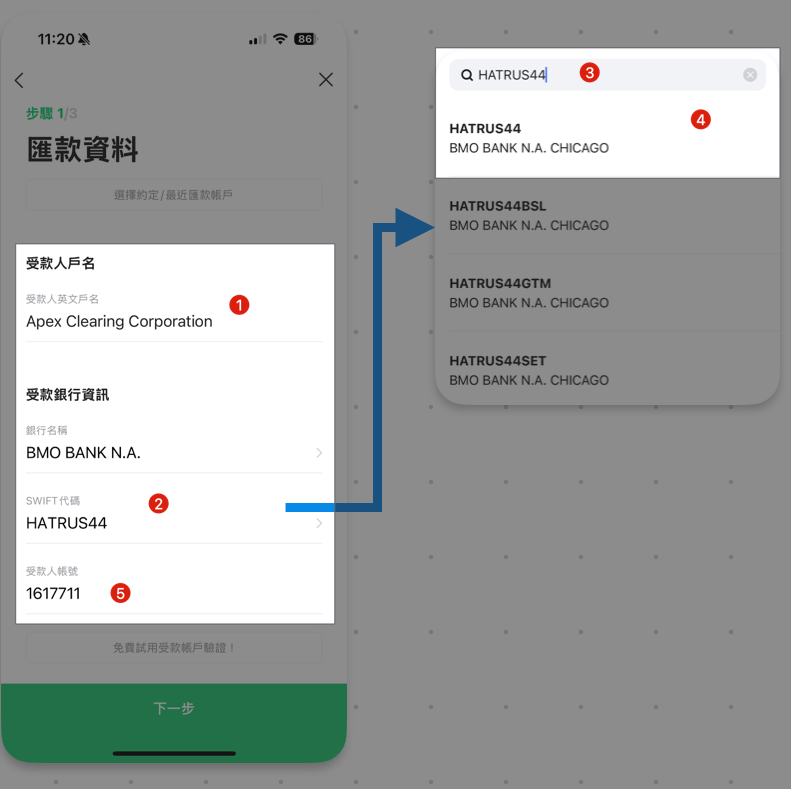 11:20
86
步驟 1/3
匯款資料
選擇約定/最近匯款帳戶
受款人戶名
受款人英文戶名
1
Apex Clearing Corporation
受款銀行資訊
銀行名稱
BMO BANK N.A.
SWIFT代碼
2
HATRUS44
受款人帳號
1617711
5
免費試用受款帳戶驗證！
下一步
HATRUS44
3
4
HATRUS44
BMO BANK N.A. CHICAGO
HATRUS44BSL
BMO BANK N.A. CHICAGO
HATRUS44GTM
BMO BANK N.A. CHICAGO
HATRUS44SET
BMO BANK N.A. CHICAGO